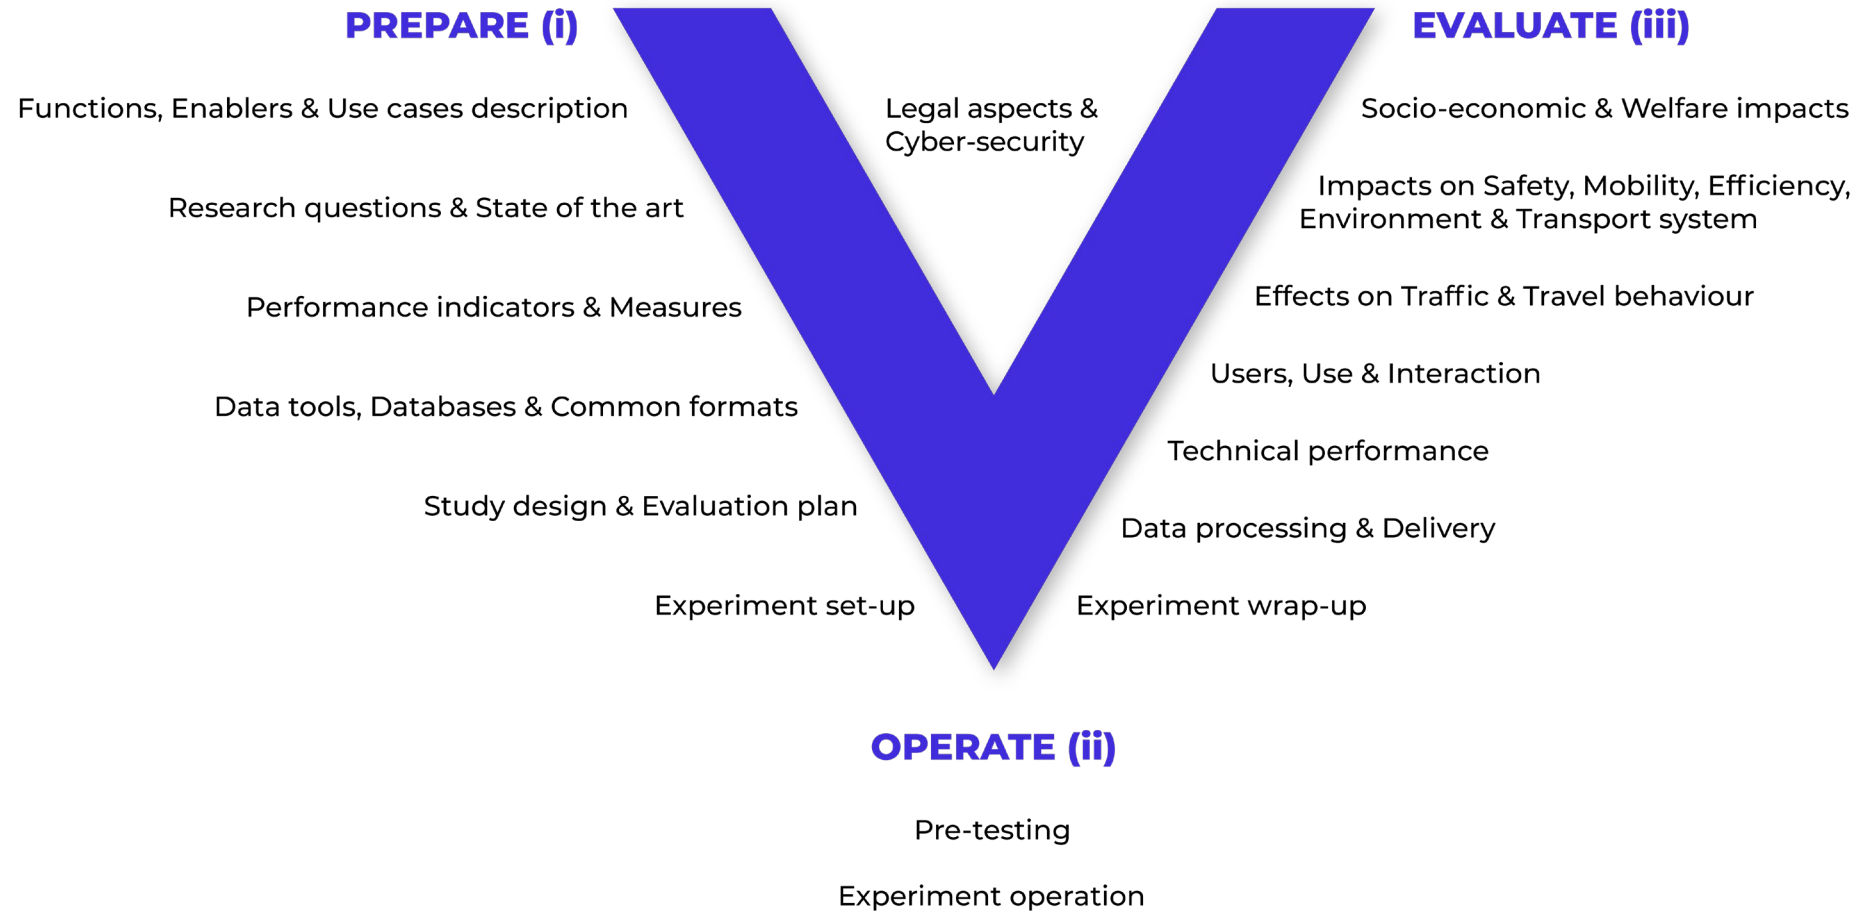 PREPARE (i)
Functions, Enablers & Use cases description
Research questions & State of the art
Performance indicators & Measures
Data tools, Databases & Common formats
Study design & Evaluation plan
Experiment set-up
Legal aspects &
Cyber-security
EVALUATE (iii)
Socio-economic & Welfare impacts
Impacts on Safety, Mobility, Efficiency,
Environment & Transport system
Effects on Traffic & Travel behaviour
Users, Use & Interaction
Technical performance
Data processing & Delivery
Experiment wrap-up
OPERATE (ii)
Pre-testing
Experiment operation